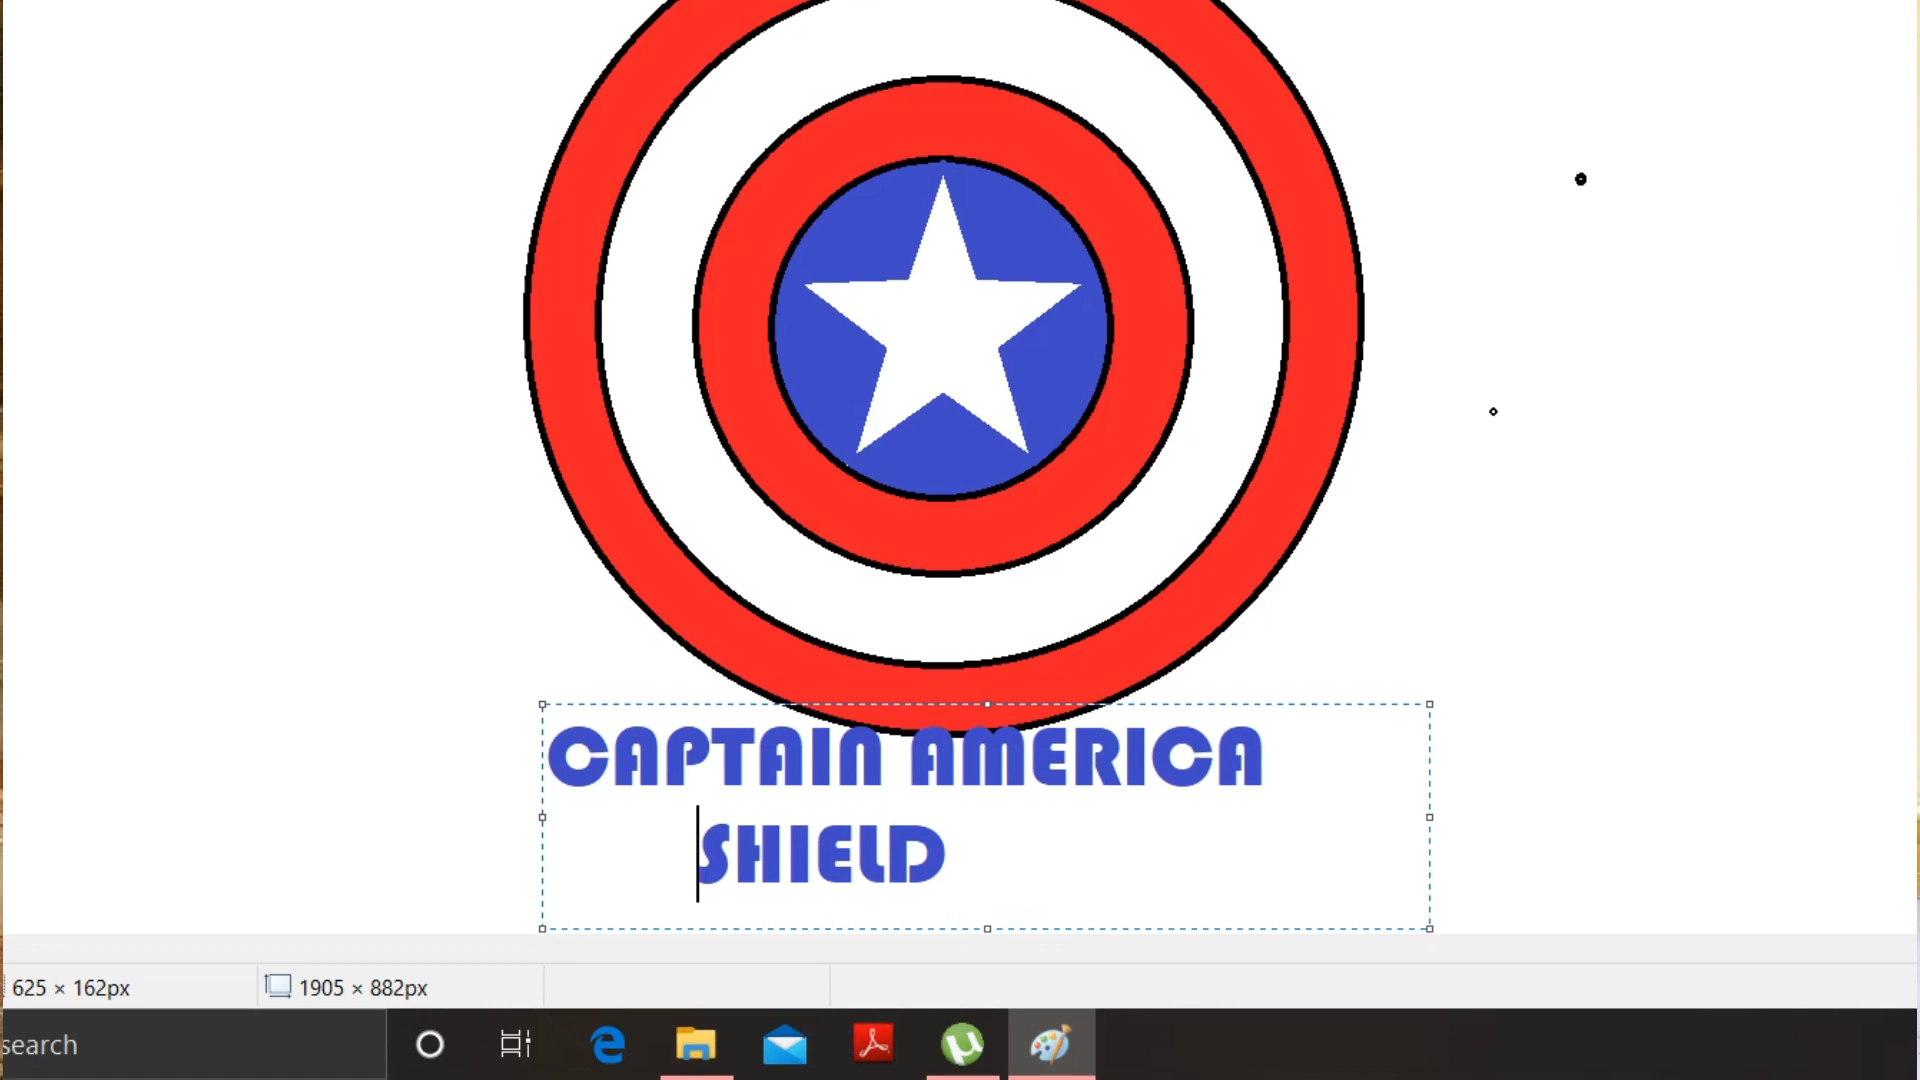 CAPTAIN AMERICA
SHIELD
625 × 162px
1905 × 882px
search